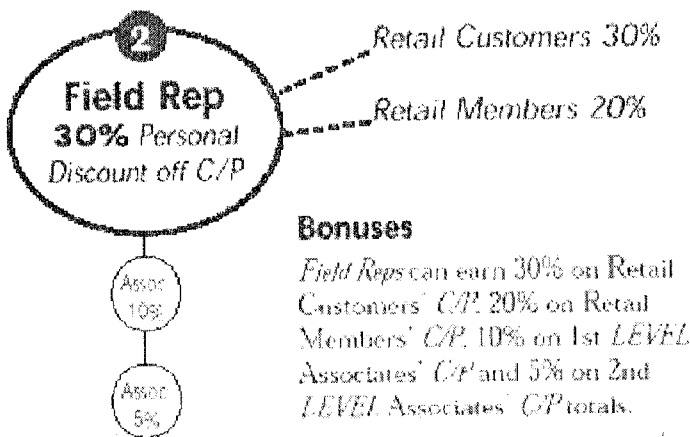 2
Field Rep
30% Personal
Discount off C/P
Retail Customers 30%
Retail Members 20%
Assoc
10%
Assoc
5%
Bonuses
Field Reps can earn 30% on Retail
Customers' C/P, 20% on Retail
Members' C/P, 10% on 1st LEVEL
Associates' C/P and 5% on 2nd
LEVEL Associates' C/P totals.